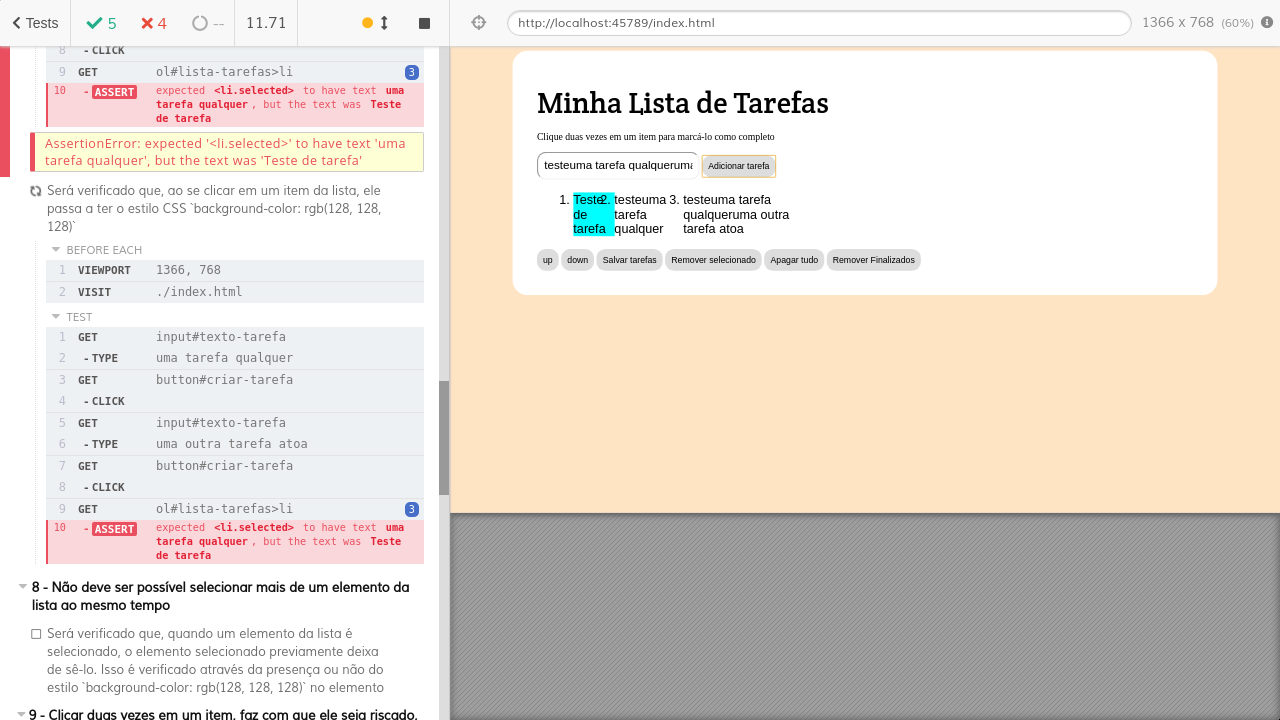 Tests
5
4
--
11.71
http://localhost:45789/index.html
1366 x 768 (60%)
8 - CLICK
9 GET ol#lista-tarefas>li 3
10 - ASSERT expected <li.selected> to have text uma
tarefa qualquer , but the text was Teste
de tarefa
AssertionError: expected '<li.selected>' to have text 'uma
tarefa qualquer', but the text was 'Teste de tarefa'
Será verificado que, ao se clicar em um item da lista, ele
passa a ter o estilo CSS `background-color: rgb(128, 128,
128)`
BEFORE EACH
1 VIEWPORT 1366, 768
2 VISIT ./index.html
TEST
1 GET input#texto-tarefa
2 - TYPE uma tarefa qualquer
3 GET button#criar-tarefa
4 - CLICK
5 GET input#texto-tarefa
6 - TYPE uma outra tarefa atoa
7 GET button#criar-tarefa
8 - CLICK
9 GET ol#lista-tarefas>li 3
10 - ASSERT expected <li.selected> to have text uma
tarefa qualquer , but the text was Teste
de tarefa
8 - Não deve ser possível selecionar mais de um elemento da
lista ao mesmo tempo
Será verificado que, quando um elemento da lista é
selecionado, o elemento selecionado previamente deixa
de sê-lo. Isso é verificado através da presença ou não do
estilo `background-color: rgb(128, 128, 128)` no elemento
9 - Clicar duas vezes em um item, faz com que ele seja riscado,
Minha Lista de Tarefas
Clique duas vezes em um item para marcá-lo como completo
testeuma tarefa qualqueruma Adicionar tarefa
1. Teste 2. testeuma 3. testeuma tarefa
de tarefa qualqueruma outra
tarefa qualquer tarefa atoa
up down Salvar tarefas Remover selecionado Apagar tudo Remover Finalizados